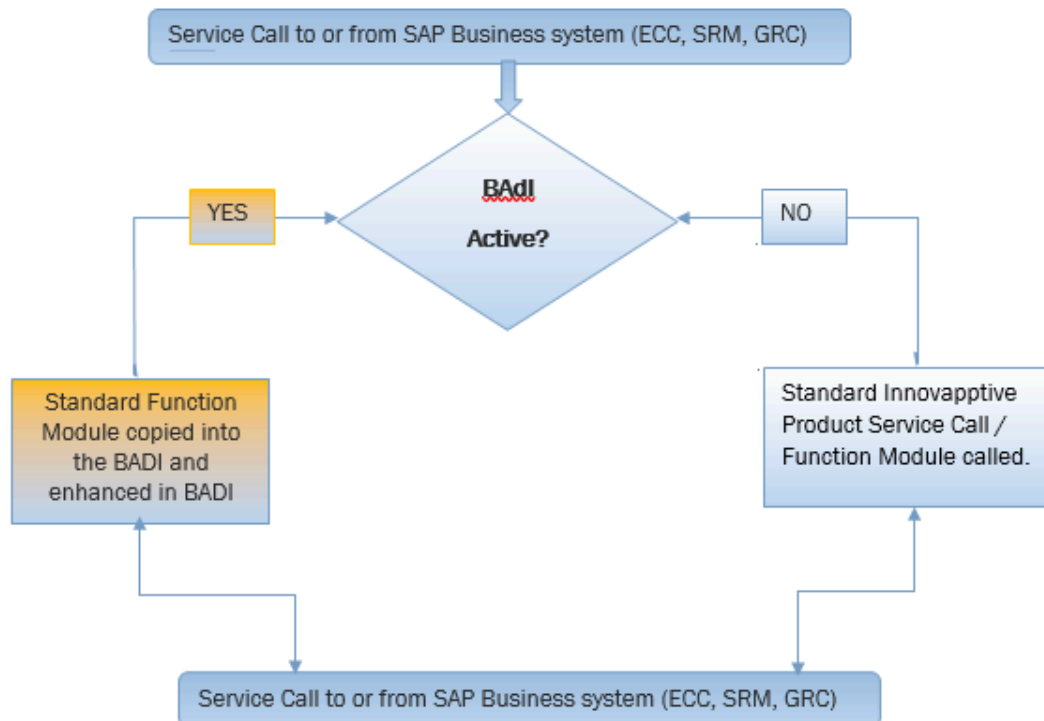 Service Call to or from SAP Business system (ECC, SRM, GRC)
BAdI
Active?
YES
NO
Standard Function
Module copied into
the BADI and
enhanced in BADI
Standard Innovapptive
Product Service Call /
Function Module called.
Service Call to or from SAP Business system (ECC, SRM, GRC)